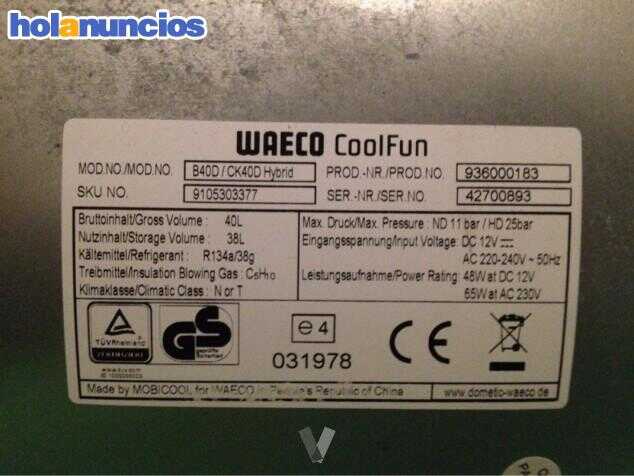 holanuncios
WAECO CoolFun
MOD.NO./MOD.NO. B40D / CK40D Hybrid PROD.-NR./PROD.NO. 936000183
SKU NO. 9105303377 SER.-NR./SER.NO. 42700893
Bruttoinhalt/Gross Volume : 40L
Nutzinhalt/Storage Volume : 38L
Kältemittel/Refrigerant : R134a/38g
Treibmittel/Insulation Blowing Gas : C5H10
Klimaklasse/Climatic Class : N or T
Max. Druck/Max. Pressure : ND 11 bar / HD 25bar
Eingangsspannung/Input Voltage: DC 12V
AC 220-240V ~ 50Hz
Leistungsaufnahme/Power Rating: 48W at DC 12V
65W at AC 230V
TÜVRheinland
GS
geprüfte
Sicherheit
e4
031978
CE
Made by MOBICOOL for WAECO in People's Republic of China
www.dometic-waeco.de